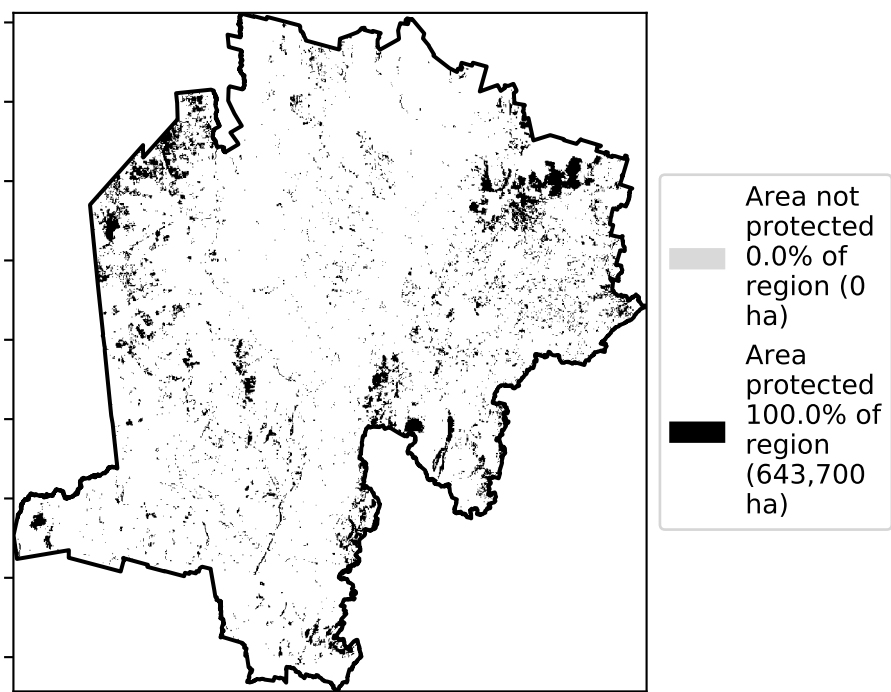 Area not
protected
0.0% of
region (0
ha)
Area
protected
100.0% of
region
(643,700
ha)